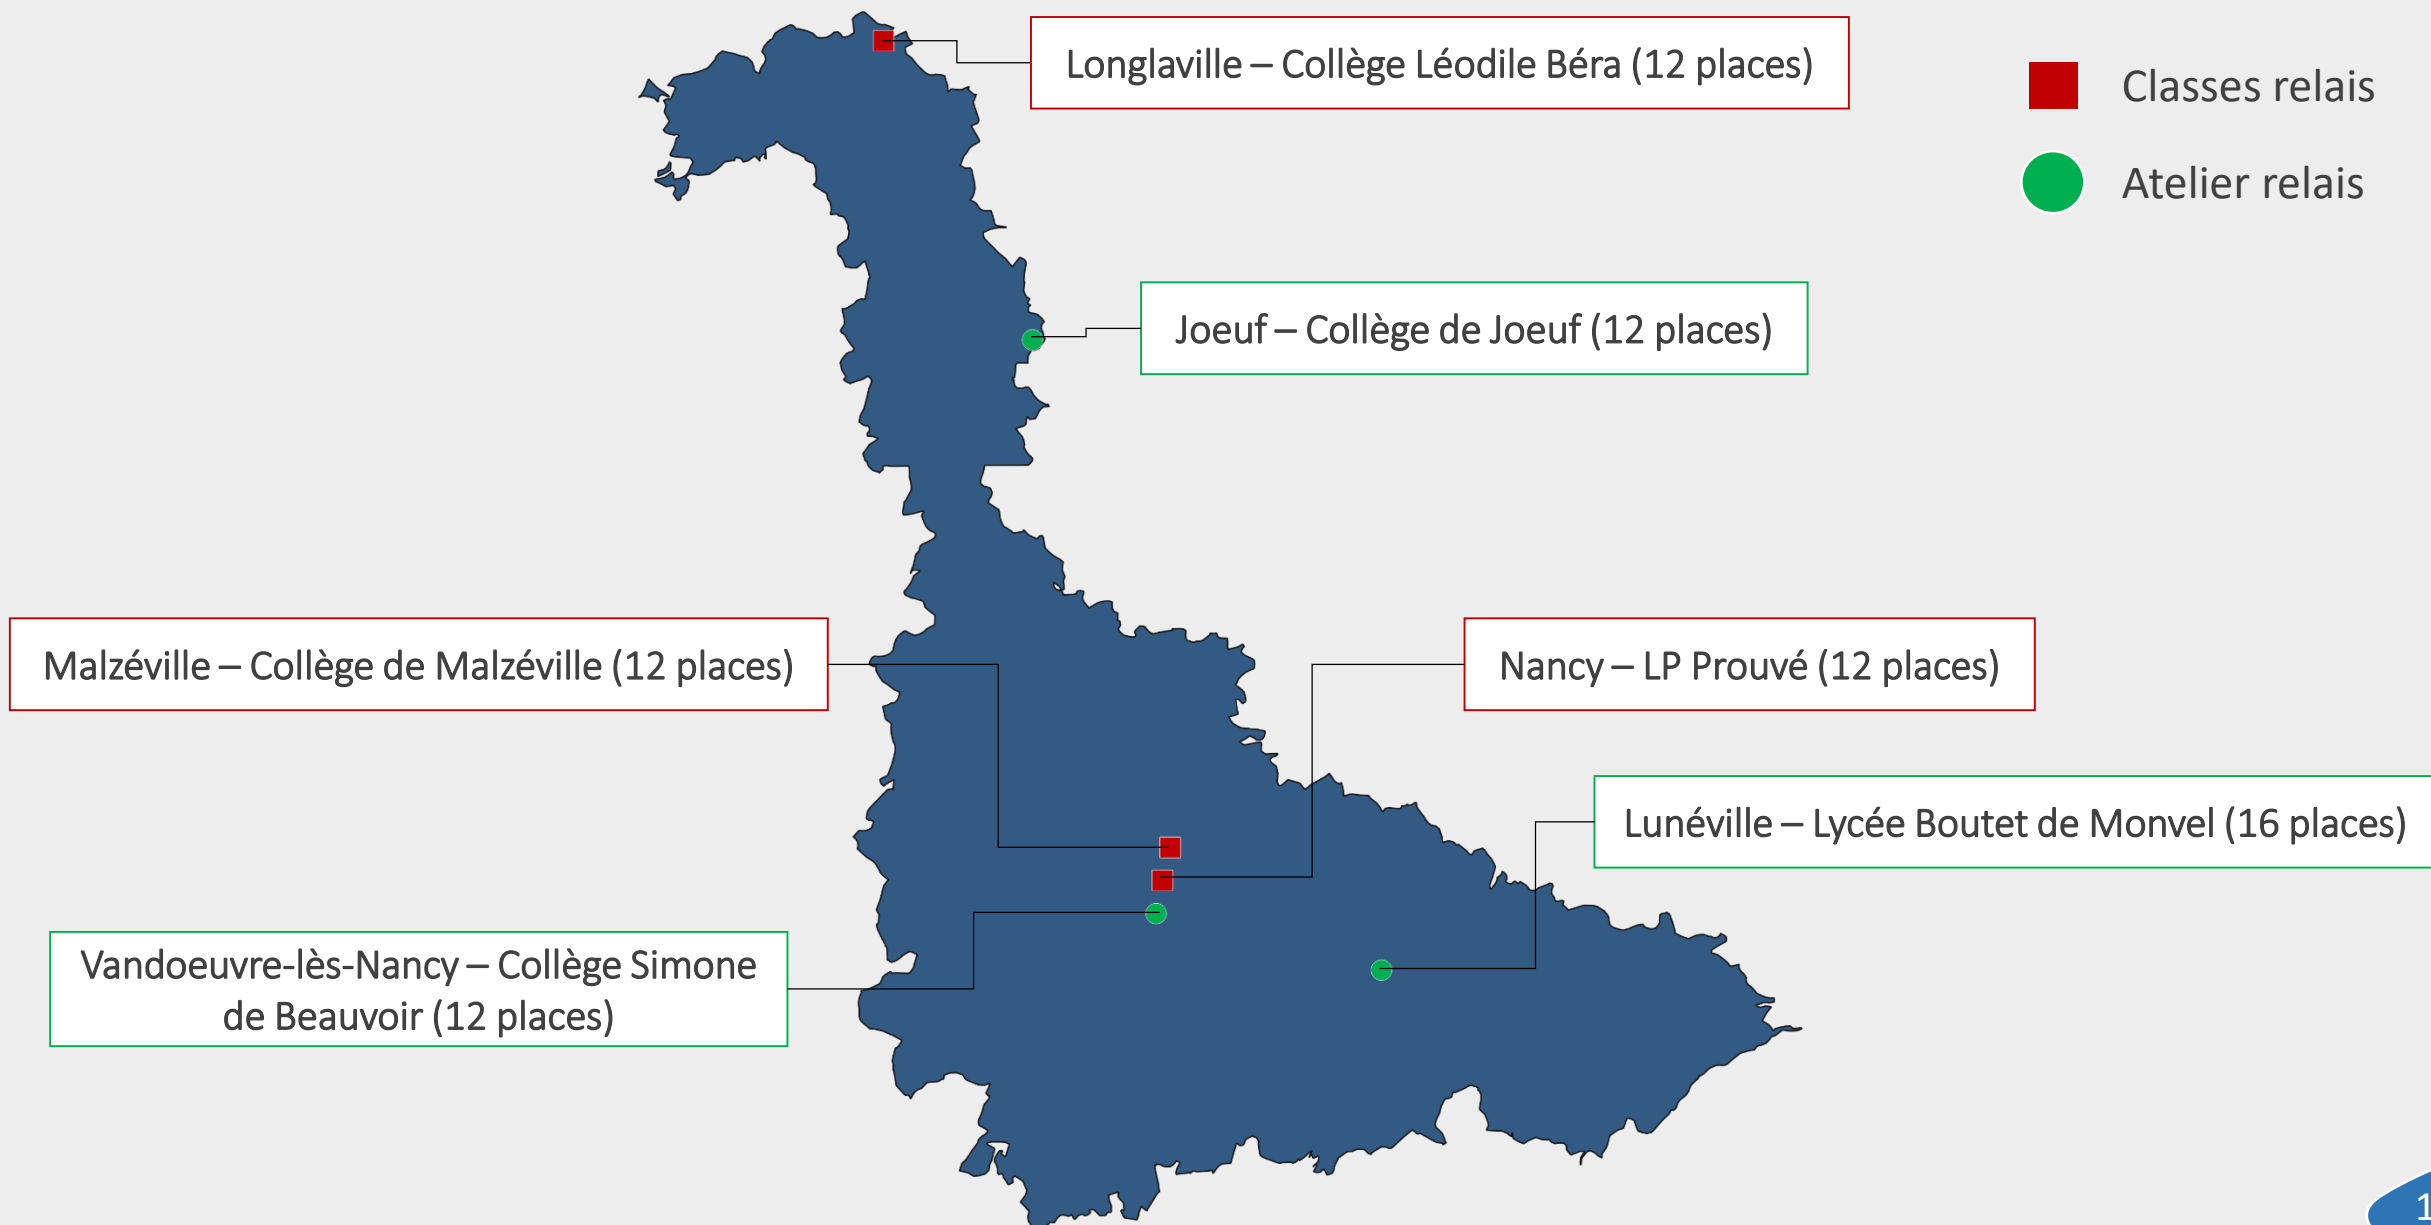 Longlaville – Collège Léodile Béra (12 places)
Classes relais
Atelier relais
Joeuf – Collège de Joeuf (12 places)
Malzéville – Collège de Malzéville (12 places)
Nancy – LP Prouvé (12 places)
Lunéville – Lycée Boutet de Monvel (16 places)
Vandoeuvre-lès-Nancy – Collège Simone
de Beauvoir (12 places)